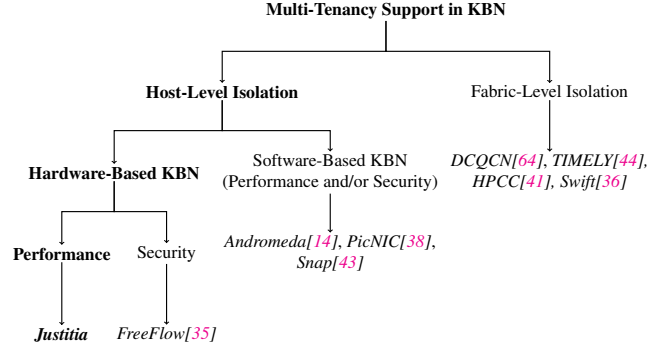 Multi-Tenancy Support in KBN
Host-Level Isolation
Fabric-Level Isolation
Hardware-Based KBN
Software-Based KBN
(Performance and/or Security)
DCQCN[64], TIMELY[44],
HPCC[41], Swift[36]
Performance
Security
Andromeda[14], PicNIC[38],
Snap[43]
Justitia
FreeFlow[35]